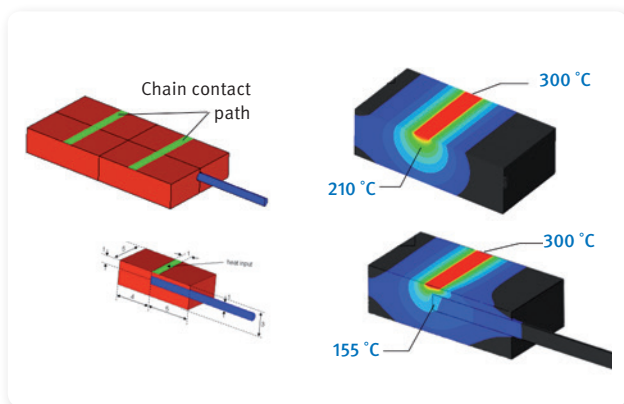 Chain contact
path
300 °C
210 °C
heat input
300 °C
155 °C